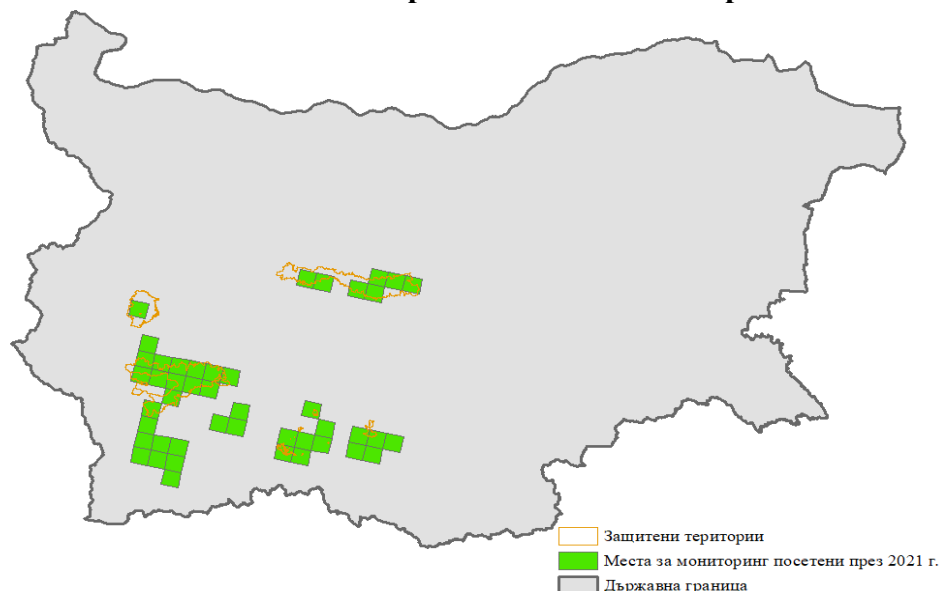 Защитени територии
Места за мониторинг посетени през 2021 г.
Държавна граница